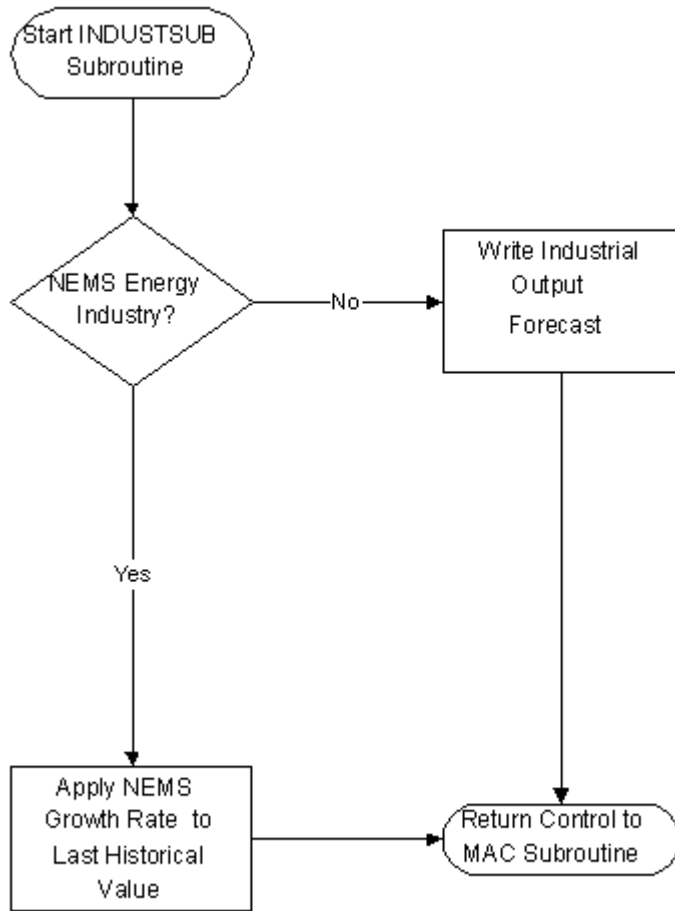 Start INDUSTSUB
Subroutine
NEMS Energy
Industry?
No
Write Industrial
Output
Forecast
Yes
Apply NEMS
Growth Rate to
Last Historical
Value
Return Control to
MAC Subroutine